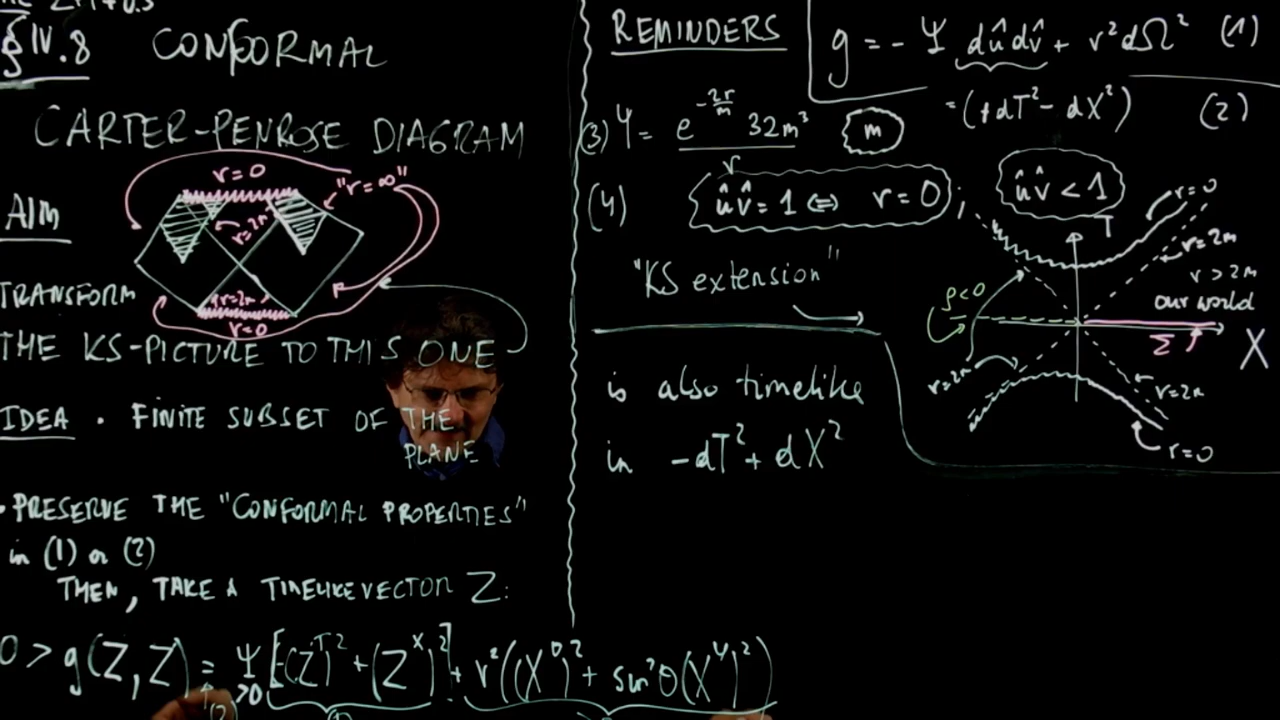 §IV.8 CONFORMAL
CARTER-PENROSE DIAGRAM
r=0
"r=∞"
r=2m
r=2m
r=0
AIM
TRANSFORM
THE KS-PICTURE TO THIS ONE
IDEA · FINITE SUBSET OF THE
PLANE
· PRESERVE THE "CONFORMAL PROPERTIES"
in (1) or (2)
THEN, TAKE A TIMELIKE VECTOR Z:
0 > g(Z,Z) = Ψ [-(Z^T)² + (Z^X)²] + r²((X^θ)² + sin²θ(X^φ)²)
(2) >0
REMINDERS
g = - Ψ dûdv̂ + r²dΩ² (1)
= (+dT² - dX²) (2)
(3) Ψ = e^{-2r/m} 32m³ / r m
(4) ûv̂ = 1 ⇔ r = 0 ; ûv̂ < 1
"KS extension"
T
r=0
r=2m
r>2m
our world
ρ<0
Σ
X
r=2m
r=2m
r=0
is also timelike
in -dT² + dX²